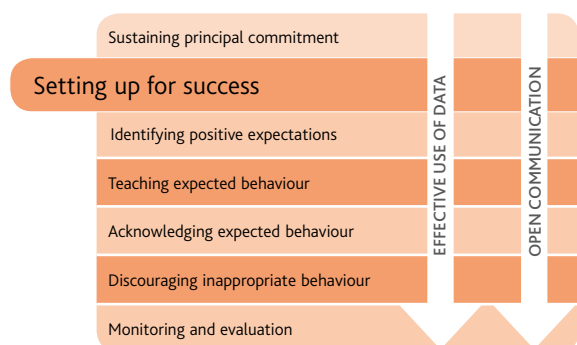 Sustaining principal commitment
Setting up for success
Identifying positive expectations
Teaching expected behaviour
Acknowledging expected behaviour
Discouraging inappropriate behaviour
Monitoring and evaluation
EFFECTIVE USE OF DATA
OPEN COMMUNICATION